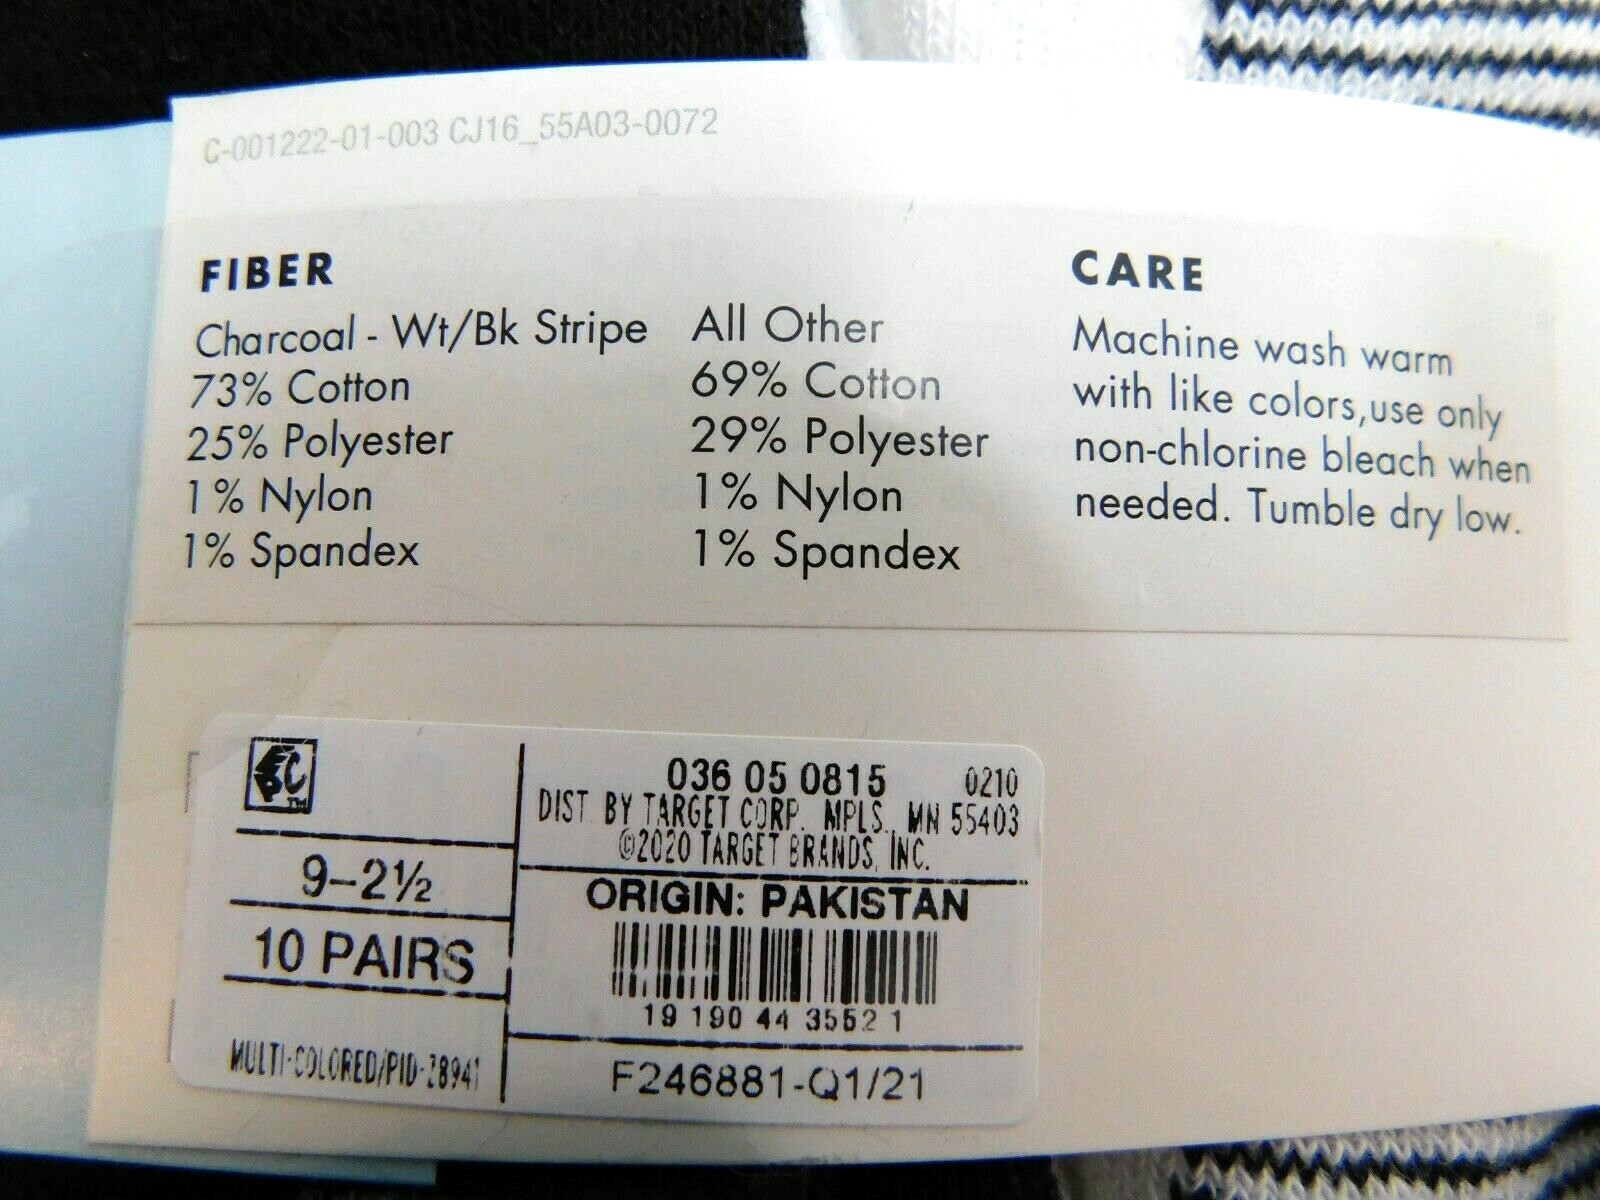 C-001222-01-003 CJ16_55A03-0072
FIBER
Charcoal - Wt/Bk Stripe
73% Cotton
25% Polyester
1% Nylon
1% Spandex
All Other
69% Cotton
29% Polyester
1% Nylon
1% Spandex
CARE
Machine wash warm
with like colors,use only
non-chlorine bleach when
needed. Tumble dry low.
TM
9-2½
10 PAIRS
MULTI-COLORED/PID-Z8941
036 05 0815 0210
DIST. BY TARGET CORP. MPLS., MN 55403
©2020 TARGET BRANDS, INC.
ORIGIN: PAKISTAN
19 190 44 3552 1
F246881-Q1/21